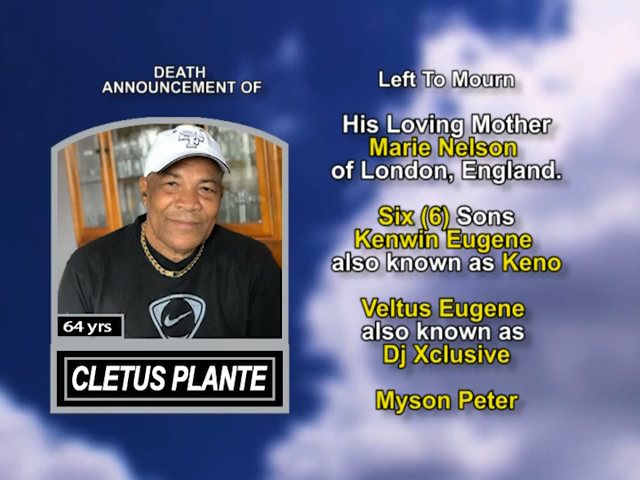 DEATH
ANNOUNCEMENT OF
64 yrs
CLETUS PLANTE
Left To Mourn
His Loving Mother
Marie Nelson
of London, England.
Six (6) Sons
Kenwin Eugene
also known as Keno
Veltus Eugene
also known as
Dj Xclusive
Myson Peter